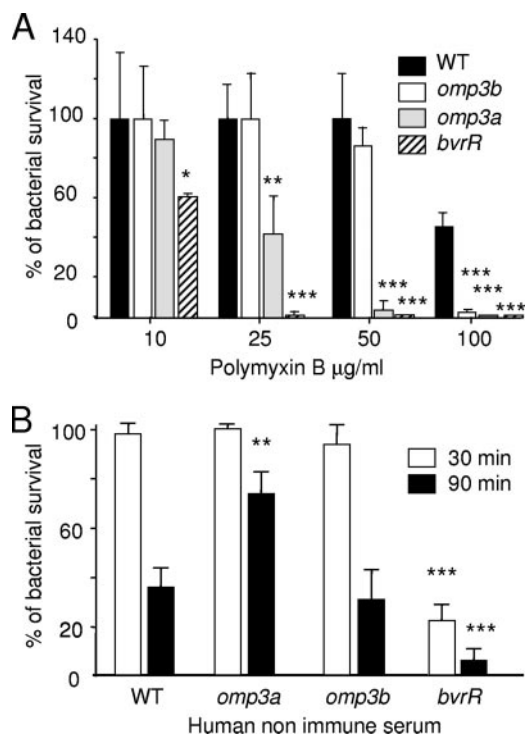 A
140
100
60
20
0
% of bacterial survival
WT
omp3b
omp3a
bvrR
*
**
***
***
***
***
***
***
10 25 50 100
Polymyxin B µg/ml
B
100
60
20
% of bacterial survival
30 min
90 min
**
***
***
WT omp3a omp3b bvrR
Human non immune serum